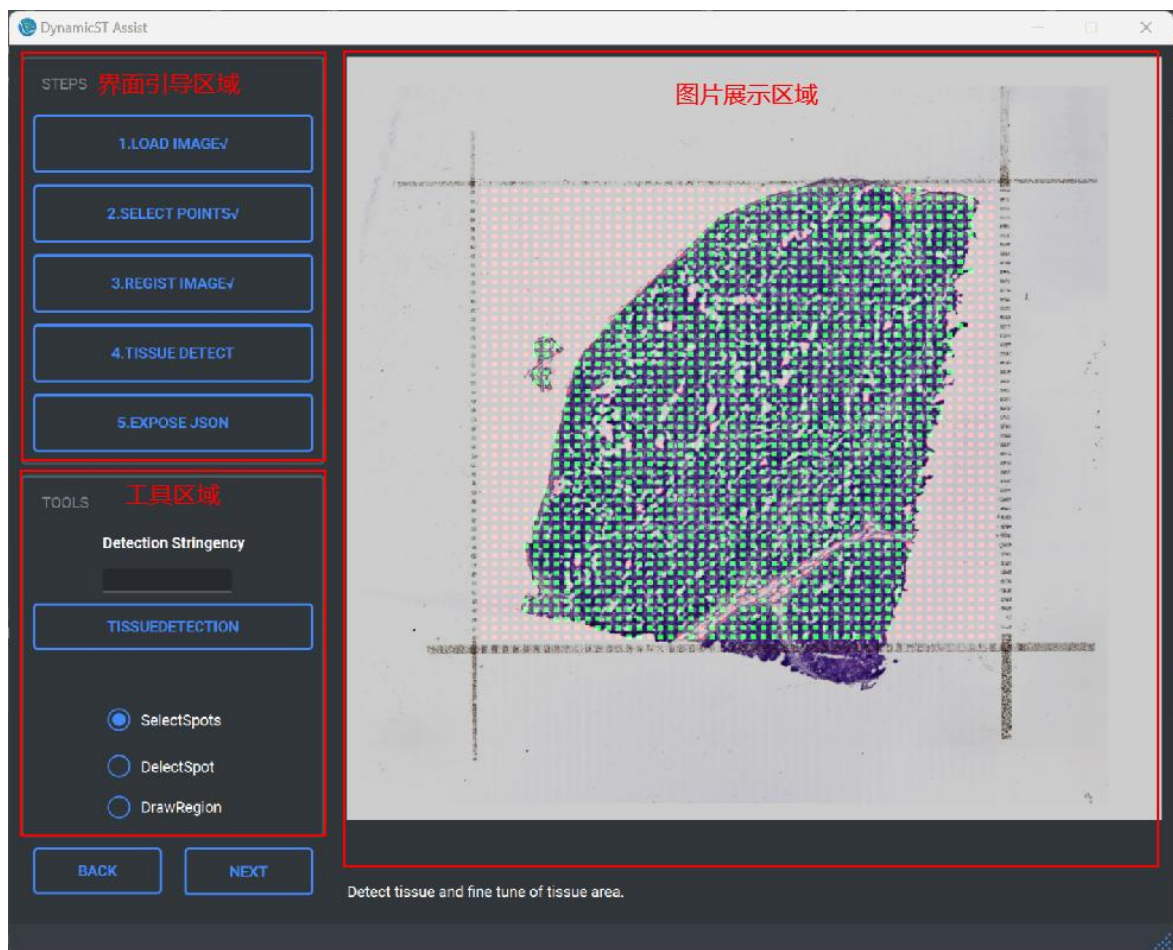 DynamicST Assist
STEPS 界面引导区域
1.LOAD IMAGE√
2.SELECT POINTS√
3.REGIST IMAGE√
4.TISSUE DETECT
5.EXPOSE JSON
TOOLS 工具区域
Detection Stringency
TISSUEDETECTION
SelectSpots
DelectSpot
DrawRegion
BACK NEXT
图片展示区域
Detect tissue and fine tune of tissue area.